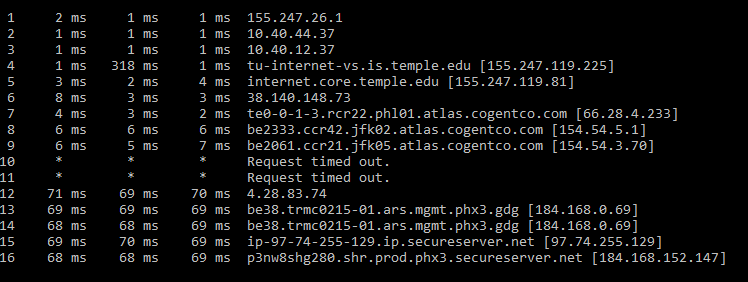 1 2 ms 1 ms 1 ms 155.247.26.1
2 1 ms 1 ms 1 ms 10.40.44.37
3 1 ms 1 ms 1 ms 10.40.12.37
4 1 ms 318 ms 1 ms tu-internet-vs.is.temple.edu [155.247.119.225]
5 3 ms 2 ms 4 ms internet.core.temple.edu [155.247.119.81]
6 8 ms 3 ms 3 ms 38.140.148.73
7 4 ms 3 ms 2 ms te0-0-1-3.rcr22.phl01.atlas.cogentco.com [66.28.4.233]
8 6 ms 6 ms 6 ms be2333.ccr42.jfk02.atlas.cogentco.com [154.54.5.1]
9 6 ms 5 ms 7 ms be2061.ccr21.jfk05.atlas.cogentco.com [154.54.3.70]
10 * * * Request timed out.
11 * * * Request timed out.
12 71 ms 69 ms 70 ms 4.28.83.74
13 69 ms 69 ms 69 ms be38.trmc0215-01.ars.mgmt.phx3.gdg [184.168.0.69]
14 68 ms 68 ms 69 ms be38.trmc0215-01.ars.mgmt.phx3.gdg [184.168.0.69]
15 69 ms 70 ms 69 ms ip-97-74-255-129.ip.secureserver.net [97.74.255.129]
16 68 ms 68 ms 69 ms p3nw8shg280.shr.prod.phx3.secureserver.net [184.168.152.147]